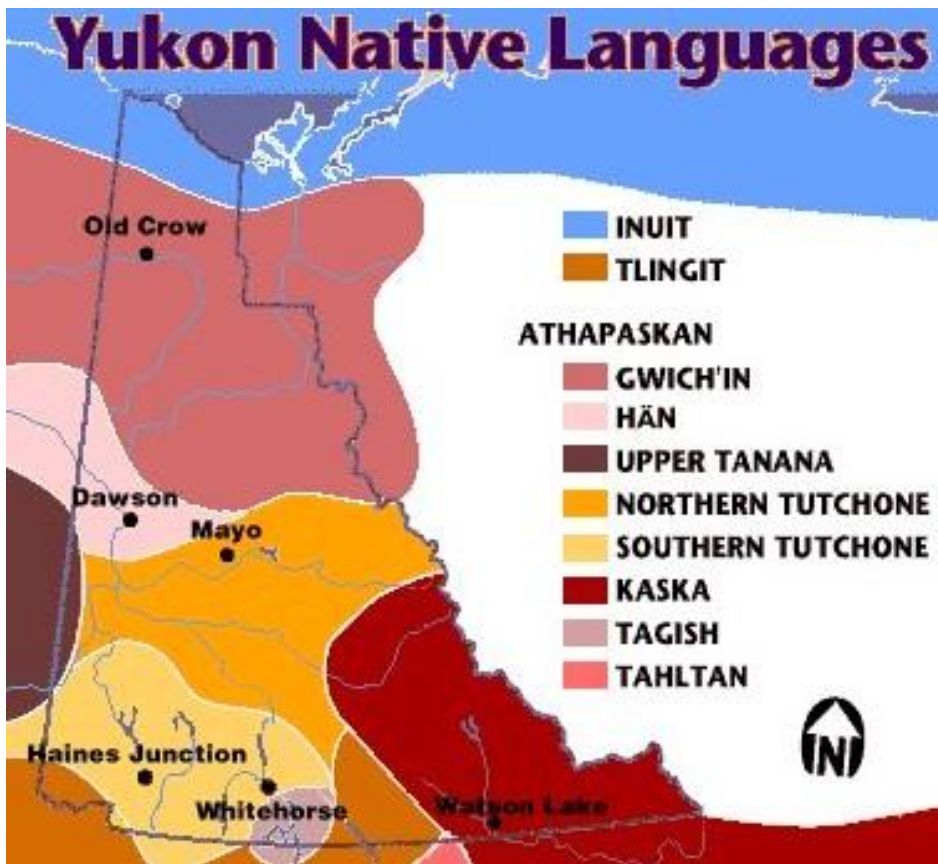 Yukon Native Languages
Old Crow
INUIT
TLINGIT
ATHAPASKAN
GWICH'IN
HÄN
UPPER TANANA
NORTHERN TUTCHONE
SOUTHERN TUTCHONE
KASKA
TAGISH
TAHLTAN
Dawson
Mayo
Haines Junction
Whitehorse
Watson Lake
N